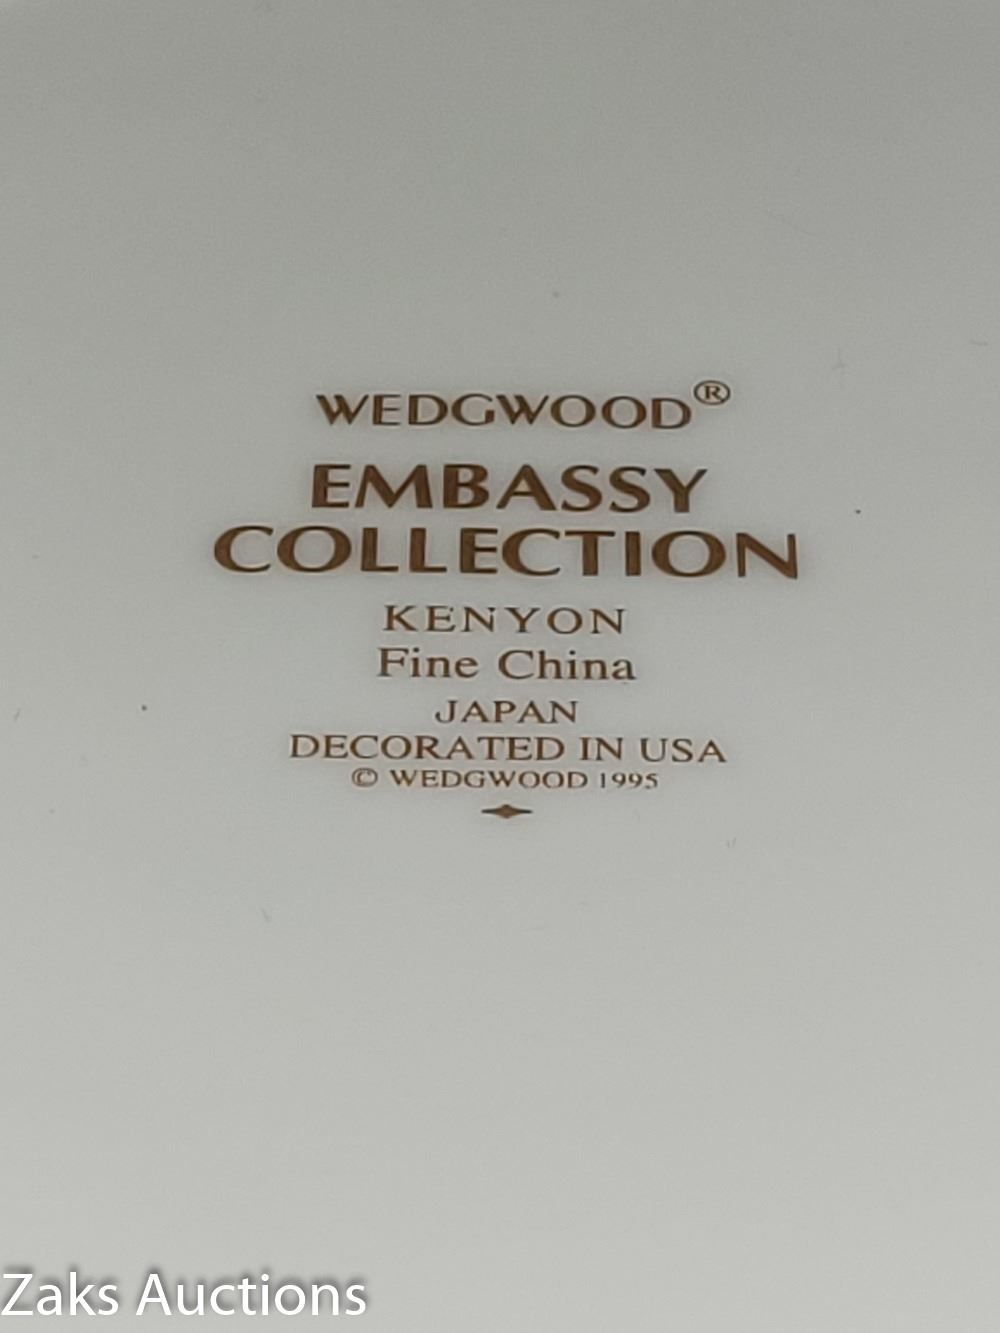 WEDGWOOD®
EMBASSY
COLLECTION
KENYON
Fine China
JAPAN
DECORATED IN USA
© WEDGWOOD 1995
Zaks Auctions